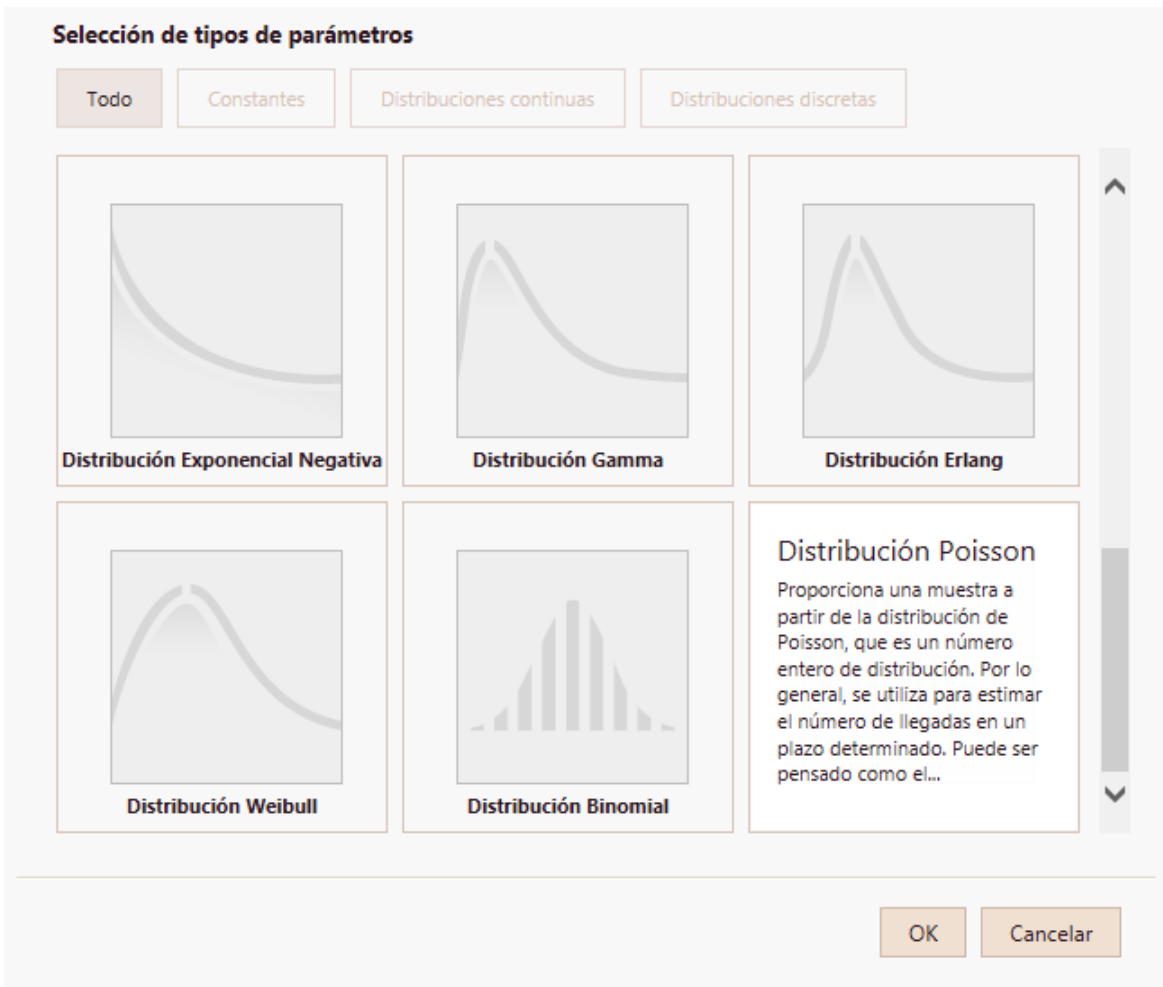 Selección de tipos de parámetros
Todo
Constantes
Distribuciones continuas
Distribuciones discretas
Distribución Exponencial Negativa
Distribución Gamma
Distribución Erlang
Distribución Weibull
Distribución Binomial
Distribución Poisson
Proporciona una muestra a
partir de la distribución de
Poisson, que es un número
entero de distribución. Por lo
general, se utiliza para estimar
el número de llegadas en un
plazo determinado. Puede ser
pensado como el...
OK
Cancelar